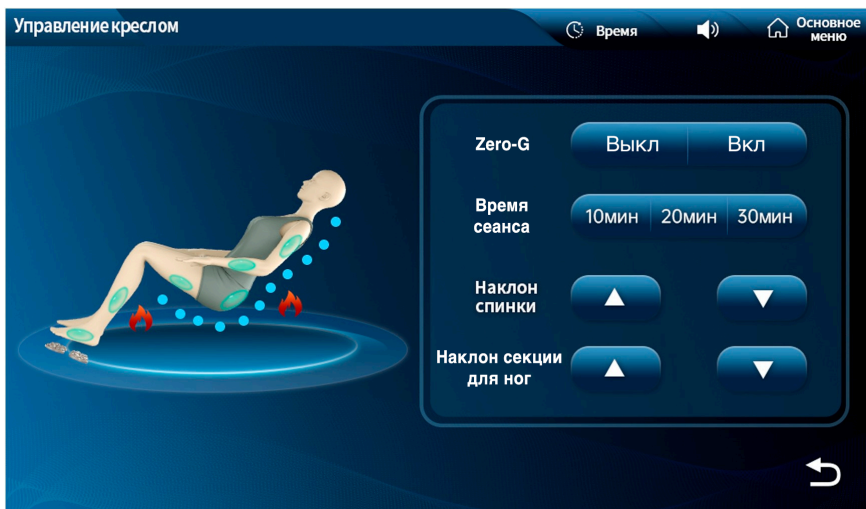 Управление креслом
Время
Основное
меню
Zero-G
Выкл
Вкл
Время
сеанса
10мин
20мин
30мин
Наклон
спинки
Наклон секции
для ног